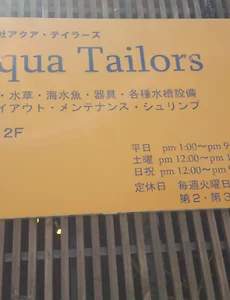 社アクア・テイラーズ
qua Tailors
・水草・海水魚・器具・各種水槽設備
イアウト・メンテナンス・シュリンプ
2F
平日 pm 1:00～pm 9
土曜 pm 12:00～pm 1
日祝 pm 12:00～pm
定休日 毎週火曜日
第2・第3